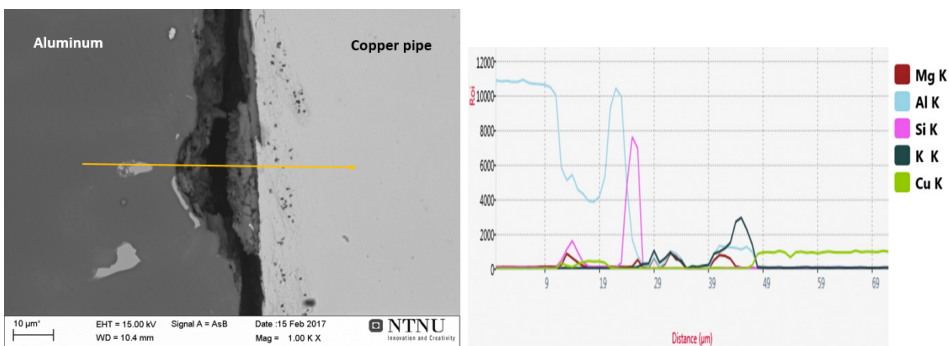 Aluminum
Copper pipe
10 µm
EHT = 15.00 kV Signal A = AsB Date :15 Feb 2017
WD = 10.4 mm Mag = 1.00 K X
NTNU
Innovation and Creativity
Roi
12000
10000
8000
6000
4000
2000
0
9 19 29 39 49 59 69
Distance (µm)
Mg K
Al K
Si K
K K
Cu K